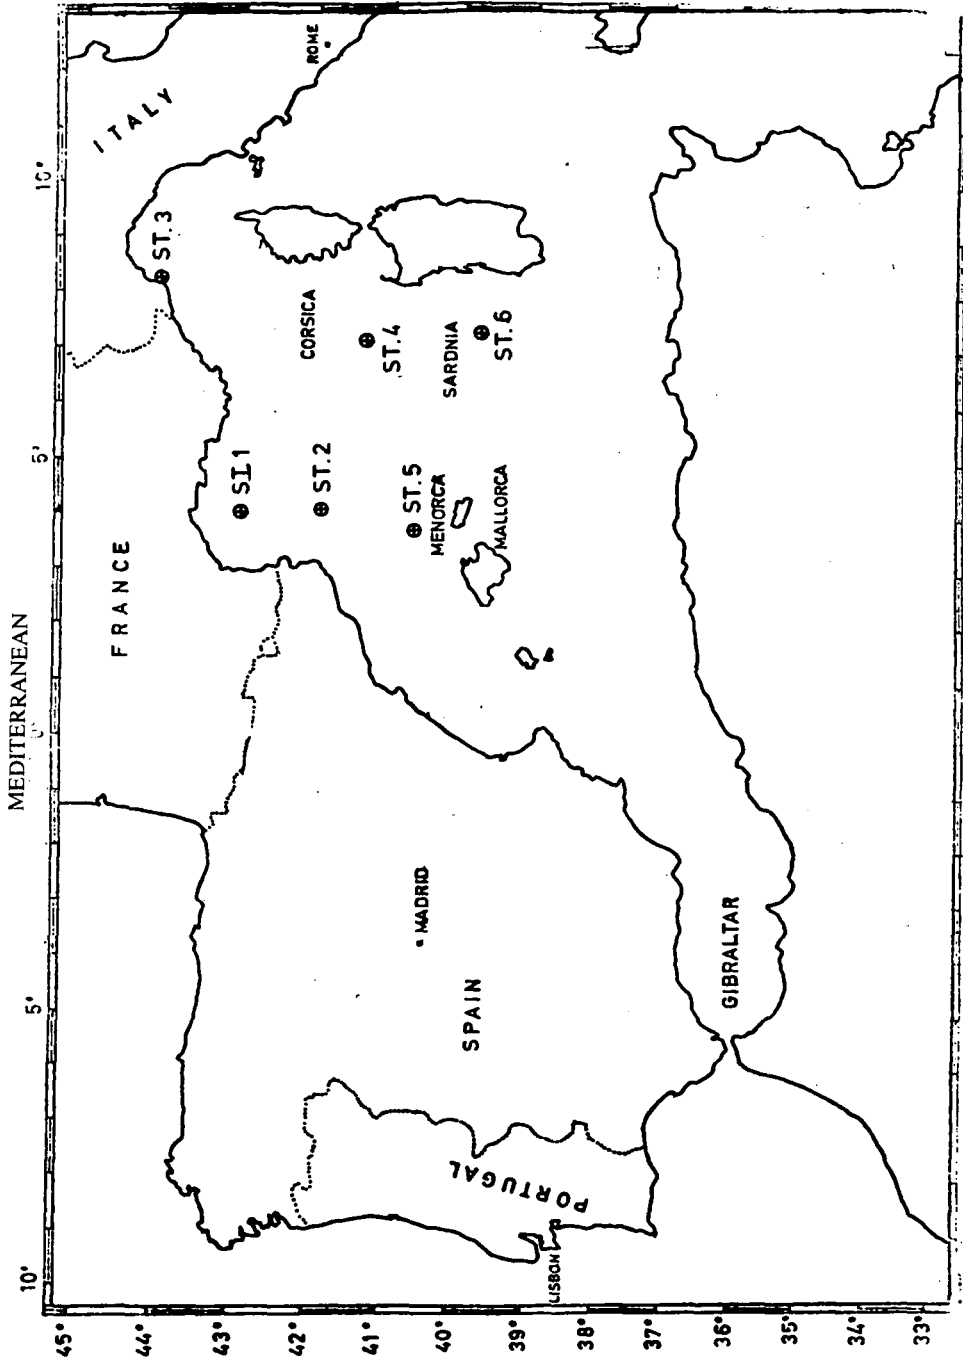 MEDITERRANEAN
10°
5°
5°
10°
45°
44°
43°
42°
41°
40°
39°
38°
37°
36°
35°
34°
33°
ITALY
ROME
FRANCE
ST.3
CORSICA
ST.1
ST.2
ST.4
SARDNIA
ST.6
ST.5
MENORCA
MALLORCA
MADRID
SPAIN
GIBRALTAR
PORTUGAL
LISBON